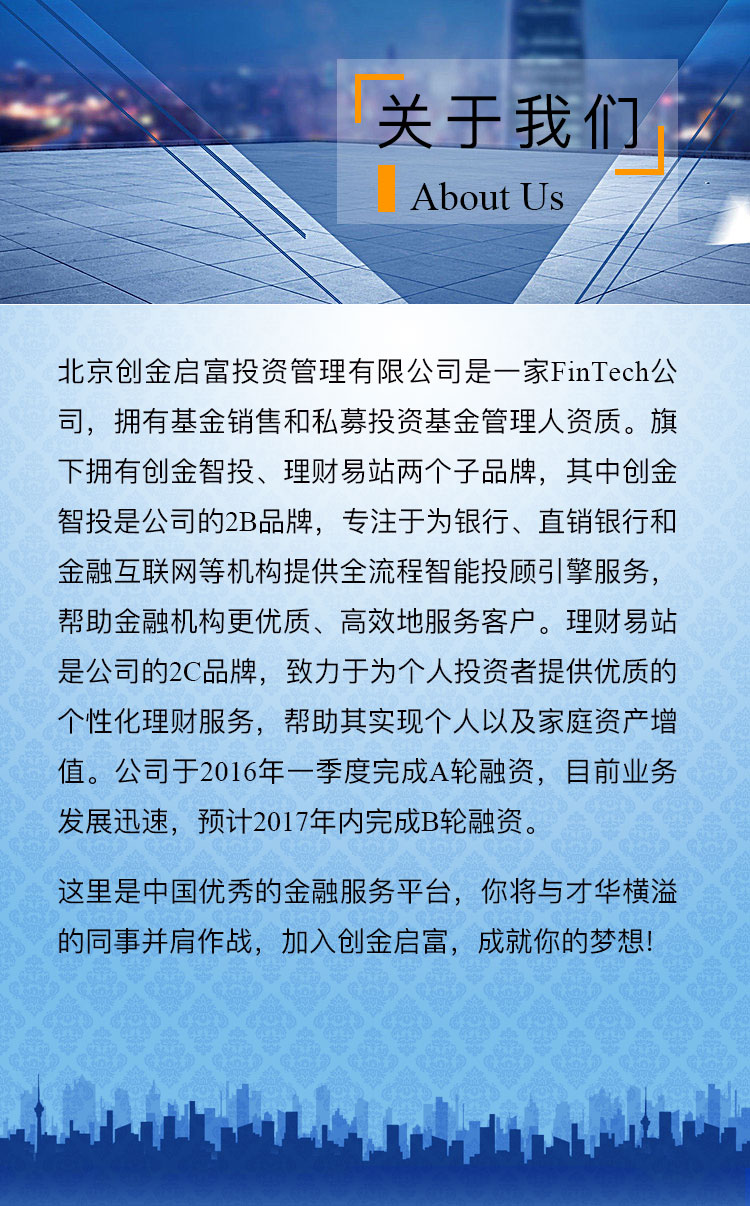 关于我们
About Us
北京创金启富投资管理有限公司是一家FinTech公
司，拥有基金销售和私募投资基金管理人资质。旗
下拥有创金智投、理财易站两个子品牌，其中创金
智投是公司的2B品牌，专注于为银行、直销银行和
金融互联网等机构提供全流程智能投顾引擎服务，
帮助金融机构更优质、高效地服务客户。理财易站
是公司的2C品牌，致力于为个人投资者提供优质的
个性化理财服务，帮助其实现个人以及家庭资产增
值。公司于2016年一季度完成A轮融资，目前业务
发展迅速，预计2017年内完成B轮融资。
这里是中国优秀的金融服务平台，你将与才华横溢
的同事并肩作战，加入创金启富，成就你的梦想!